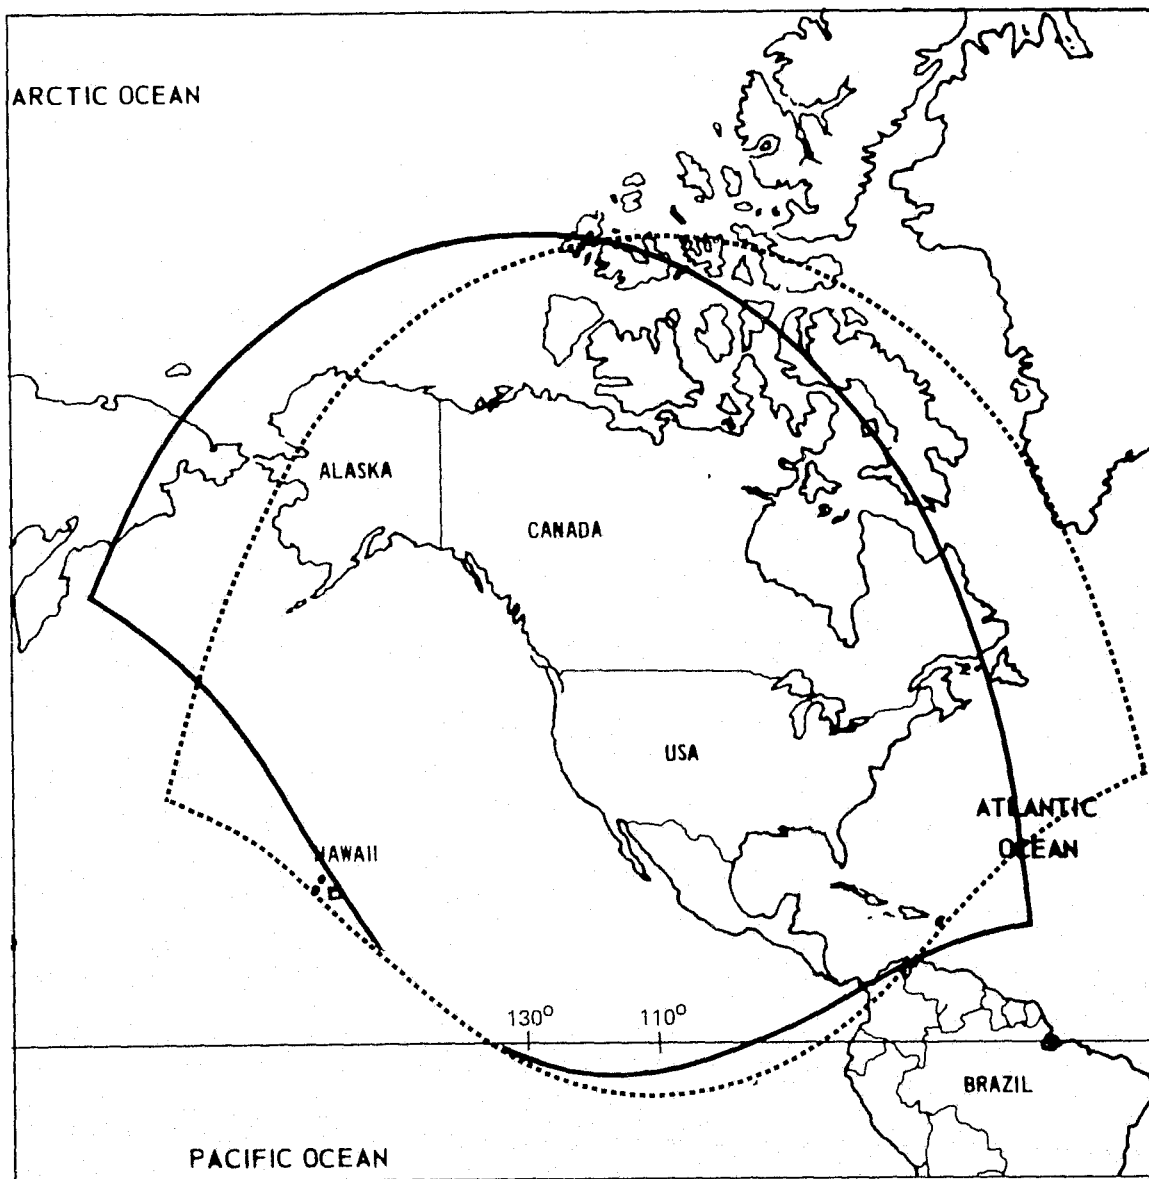 ARCTIC OCEAN
ALASKA
CANADA
USA
ATLANTIC
OCEAN
HAWAII
130°
110°
BRAZIL
PACIFIC OCEAN